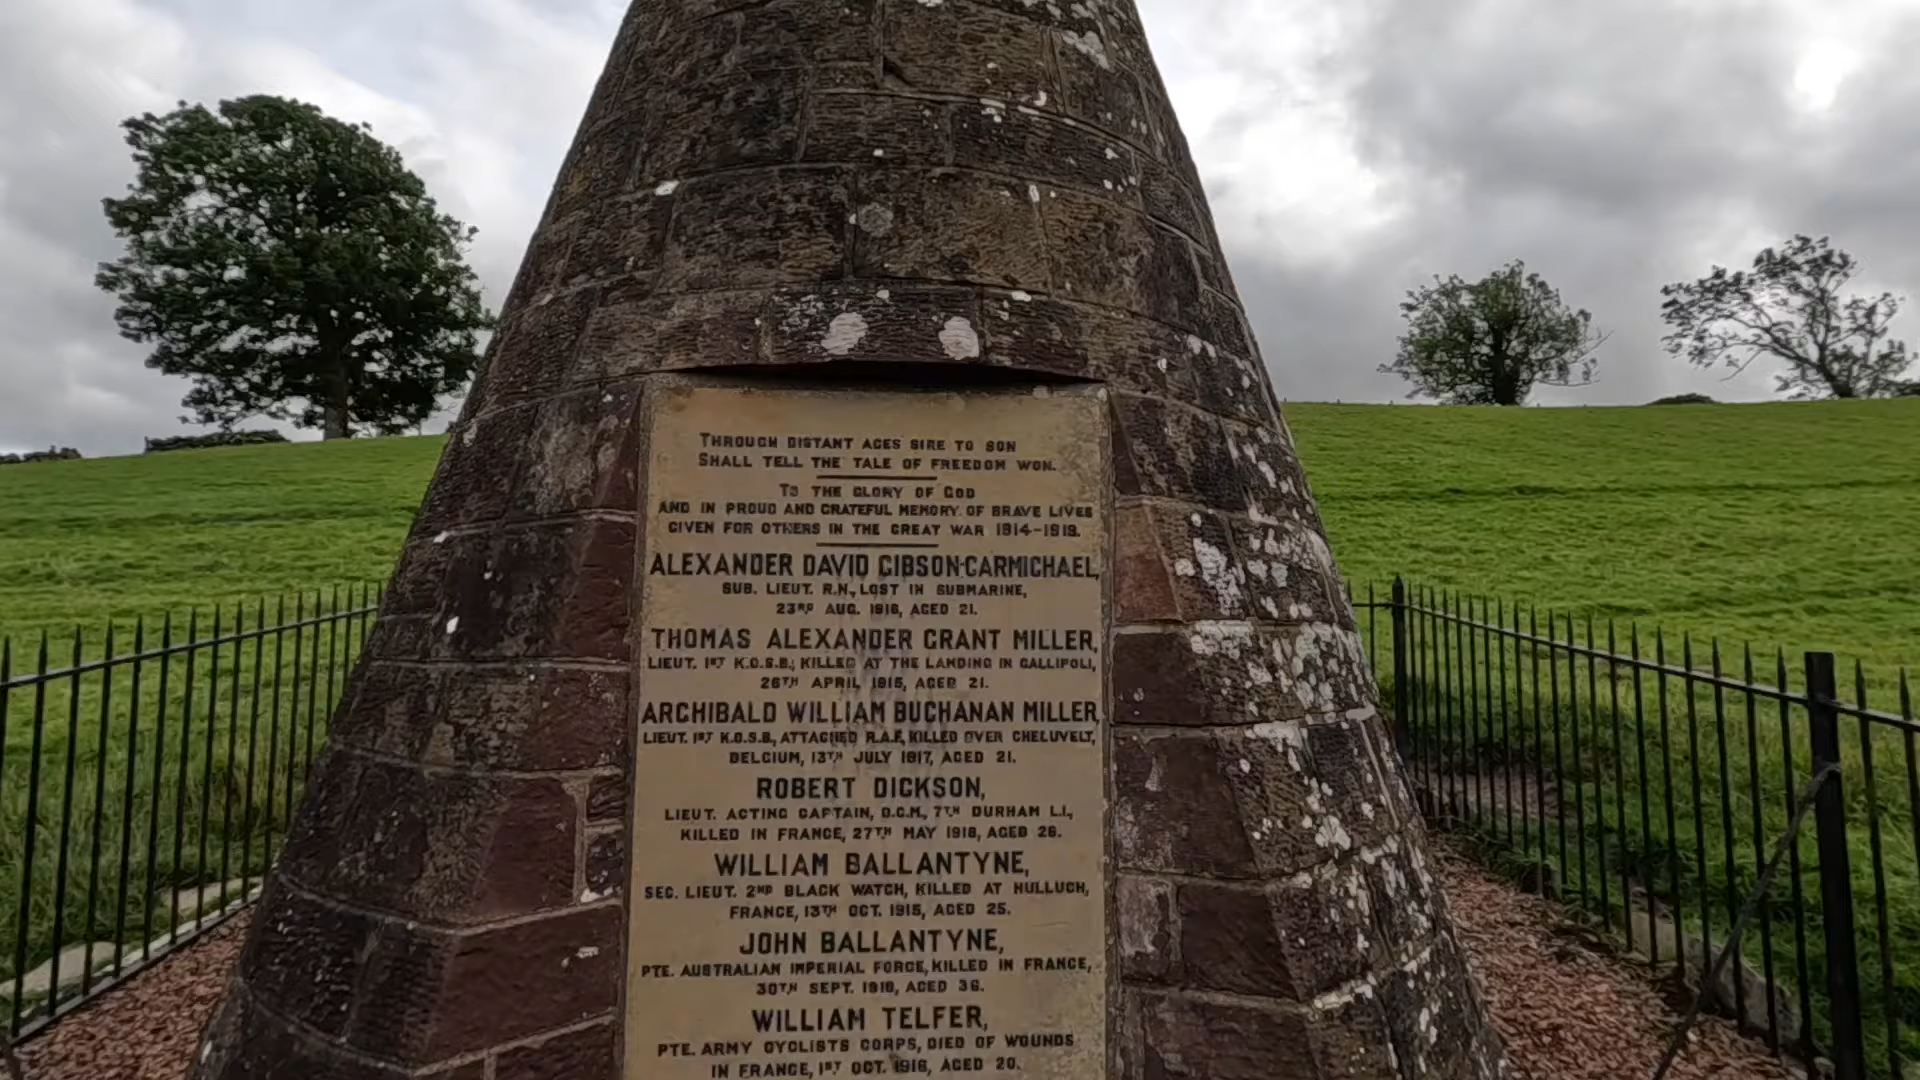 THROUGH DISTANT AGES SIRE TO SON
SHALL TELL THE TALE OF FREEDOM WON.
TO THE GLORY OF GOD
AND IN PROUD AND GRATEFUL MEMORY OF BRAVE LIVES
GIVEN FOR OTHERS IN THE GREAT WAR 1914-1919.
ALEXANDER DAVID GIBSON-CARMICHAEL,
SUB. LIEUT. R.N., LOST IN SUBMARINE,
23RD AUG. 1916, AGED 21.
THOMAS ALEXANDER GRANT MILLER,
LIEUT. 1ST K.O.S.B., KILLED AT THE LANDING IN GALLIPOLI,
26TH APRIL 1915, AGED 21.
ARCHIBALD WILLIAM BUCHANAN MILLER,
LIEUT. 1ST K.O.S.B., ATTACHED R.A.F. KILLED OVER GHELUVELT,
BELGIUM, 13TH JULY 1917, AGED 21.
ROBERT DICKSON,
LIEUT. ACTING CAPTAIN, D.C.M., 7TH DURHAM L.I.,
KILLED IN FRANCE, 27TH MAY 1918, AGED 26.
WILLIAM BALLANTYNE,
SEC. LIEUT. 2ND BLACK WATCH, KILLED AT HULLUCH,
FRANCE, 13TH OCT. 1915, AGED 25.
JOHN BALLANTYNE,
PTE. AUSTRALIAN IMPERIAL FORCE, KILLED IN FRANCE,
30TH SEPT. 1918, AGED 36.
WILLIAM TELFER,
PTE. ARMY CYCLISTS CORPS, DIED OF WOUNDS
IN FRANCE, 1ST OCT. 1916, AGED 20.